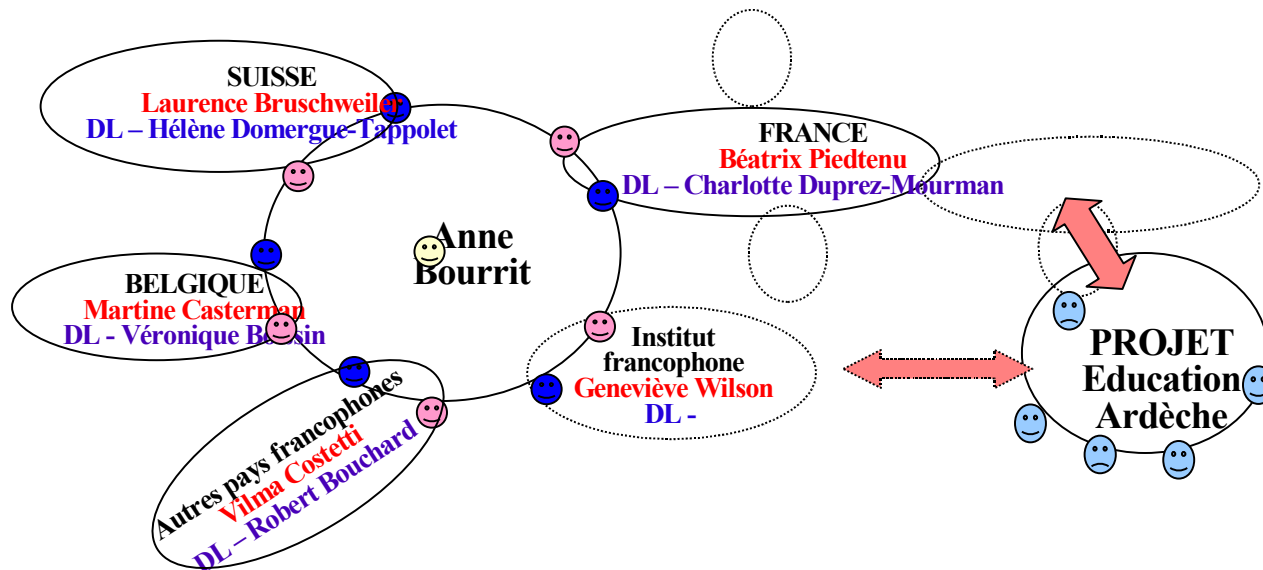 SUISSE
Laurence Bruschweiler
DL – Hélène Domergue-Tappolet
FRANCE
Béatrix Piedtenu
DL – Charlotte Duprez-Mourman
Anne
Bourrit
BELGIQUE
Martine Casterman
DL - Véronique
Institut
francophone
Geneviève Wilson
DL -
Autres pays francophones
Vilma Costetti
DL – Robert Bouchard
PROJET
Education
Ardèche